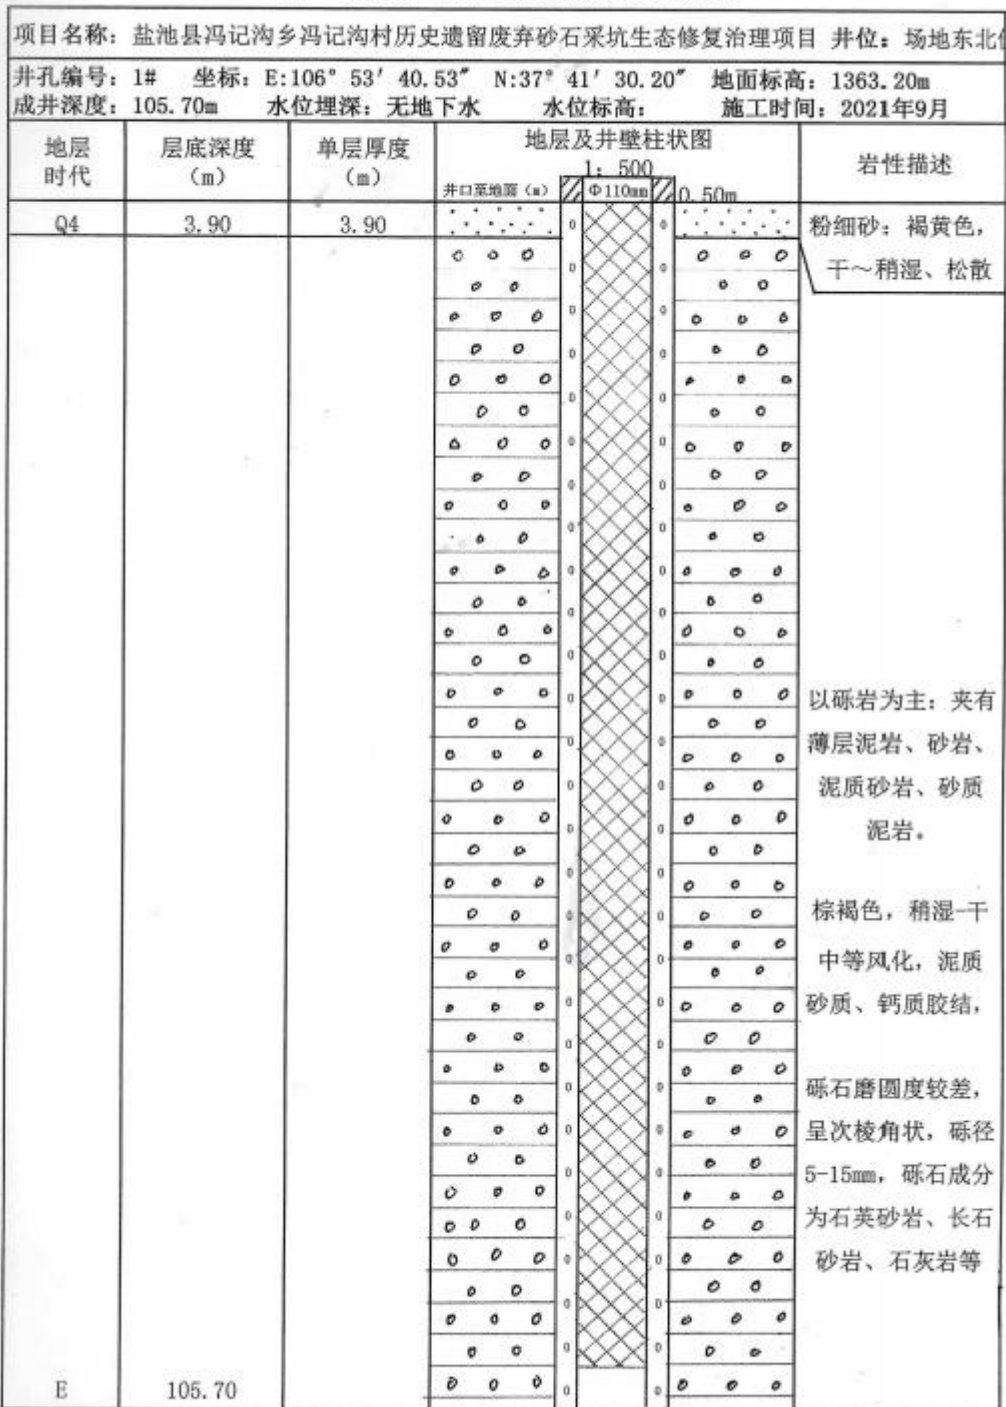 项目名称：盐池县冯记沟乡冯记沟村历史遗留废弃砂石采坑生态修复治理项目 井位：场地东北
井孔编号：1# 坐标：E:106° 53′ 40.53″ N:37° 41′ 30.20″ 地面标高：1363.20m
成井深度：105.70m 水位埋深：无地下水 水位标高： 施工时间：2021年9月
地层时代 层底深度（m） 单层厚度（m） 地层及井壁柱状图 岩性描述
1：500
井口至地面（m） Φ110mm 0.50m
Q4 3.90 3.90 粉细砂：褐黄色，
干～稍湿、松散
以砾岩为主：夹有
薄层泥岩、砂岩、
泥质砂岩、砂质
泥岩。
棕褐色，稍湿-干
中等风化，泥质
砂质、钙质胶结，
砾石磨圆度较差，
呈次棱角状，砾径
5-15mm，砾石成分
为石英砂岩、长石
砂岩、石灰岩等
E 105.70